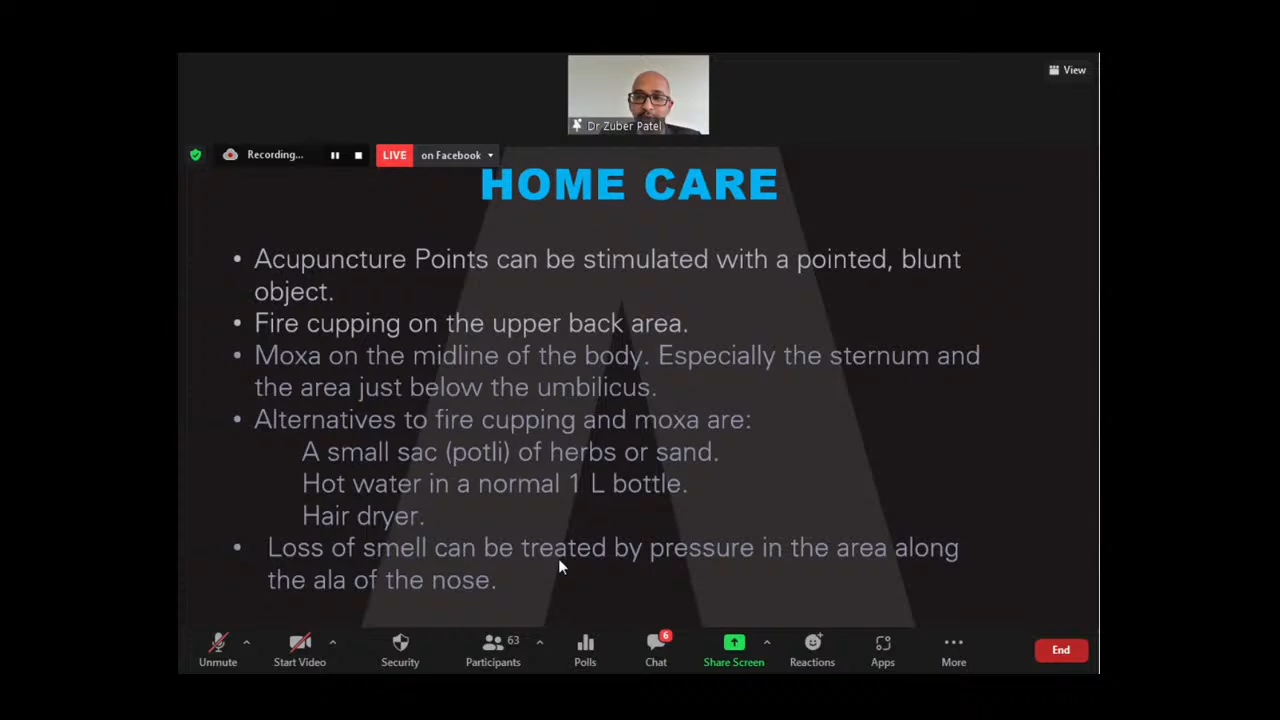 View
Dr Zuber Patel
Recording...
LIVE on Facebook
HOME CARE
• Acupuncture Points can be stimulated with a pointed, blunt
object.
• Fire cupping on the upper back area.
• Moxa on the midline of the body. Especially the sternum and
the area just below the umbilicus.
• Alternatives to fire cupping and moxa are:
A small sac (potli) of herbs or sand.
Hot water in a normal 1 L bottle.
Hair dryer.
• Loss of smell can be treated by pressure in the area along
the ala of the nose.
63
6
Unmute Start Video Security Participants Polls Chat Share Screen Reactions Apps More End